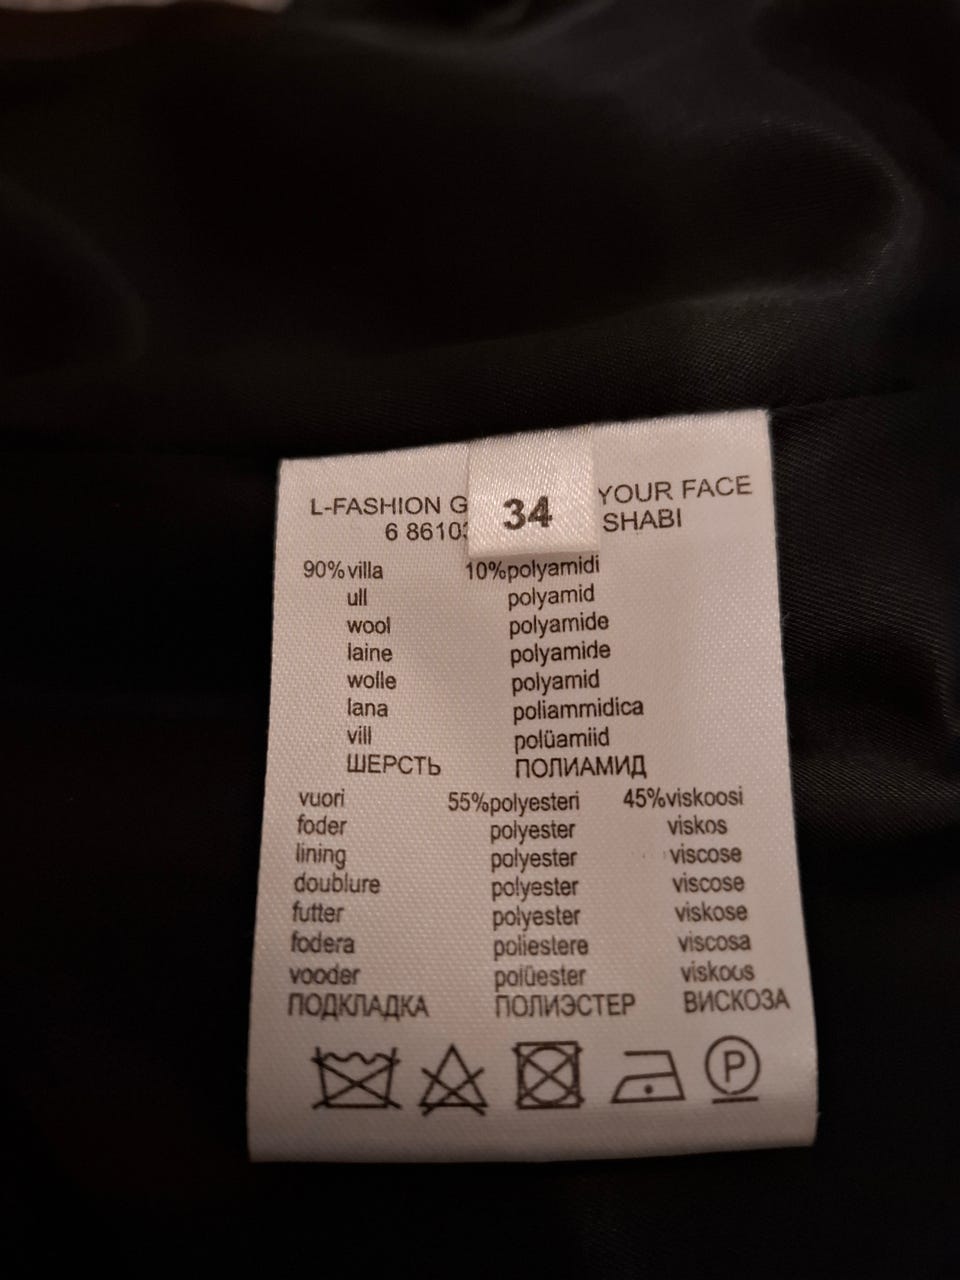 L-FASHION G 34 YOUR FACE
6 8610 SHABI
90% villa 10% polyamidi
ull polyamid
wool polyamide
laine polyamide
wolle polyamid
lana poliammidica
vill polüamiid
ШЕРСТЬ ПОЛИАМИД
vuori 55% polyesteri 45% viskoosi
foder polyester viskos
lining polyester viscose
doublure polyester viscose
futter polyester viskose
fodera poliestere viscosa
vooder polüester viskoos
ПОДКЛАДКА ПОЛИЭСТЕР ВИСКОЗА
P